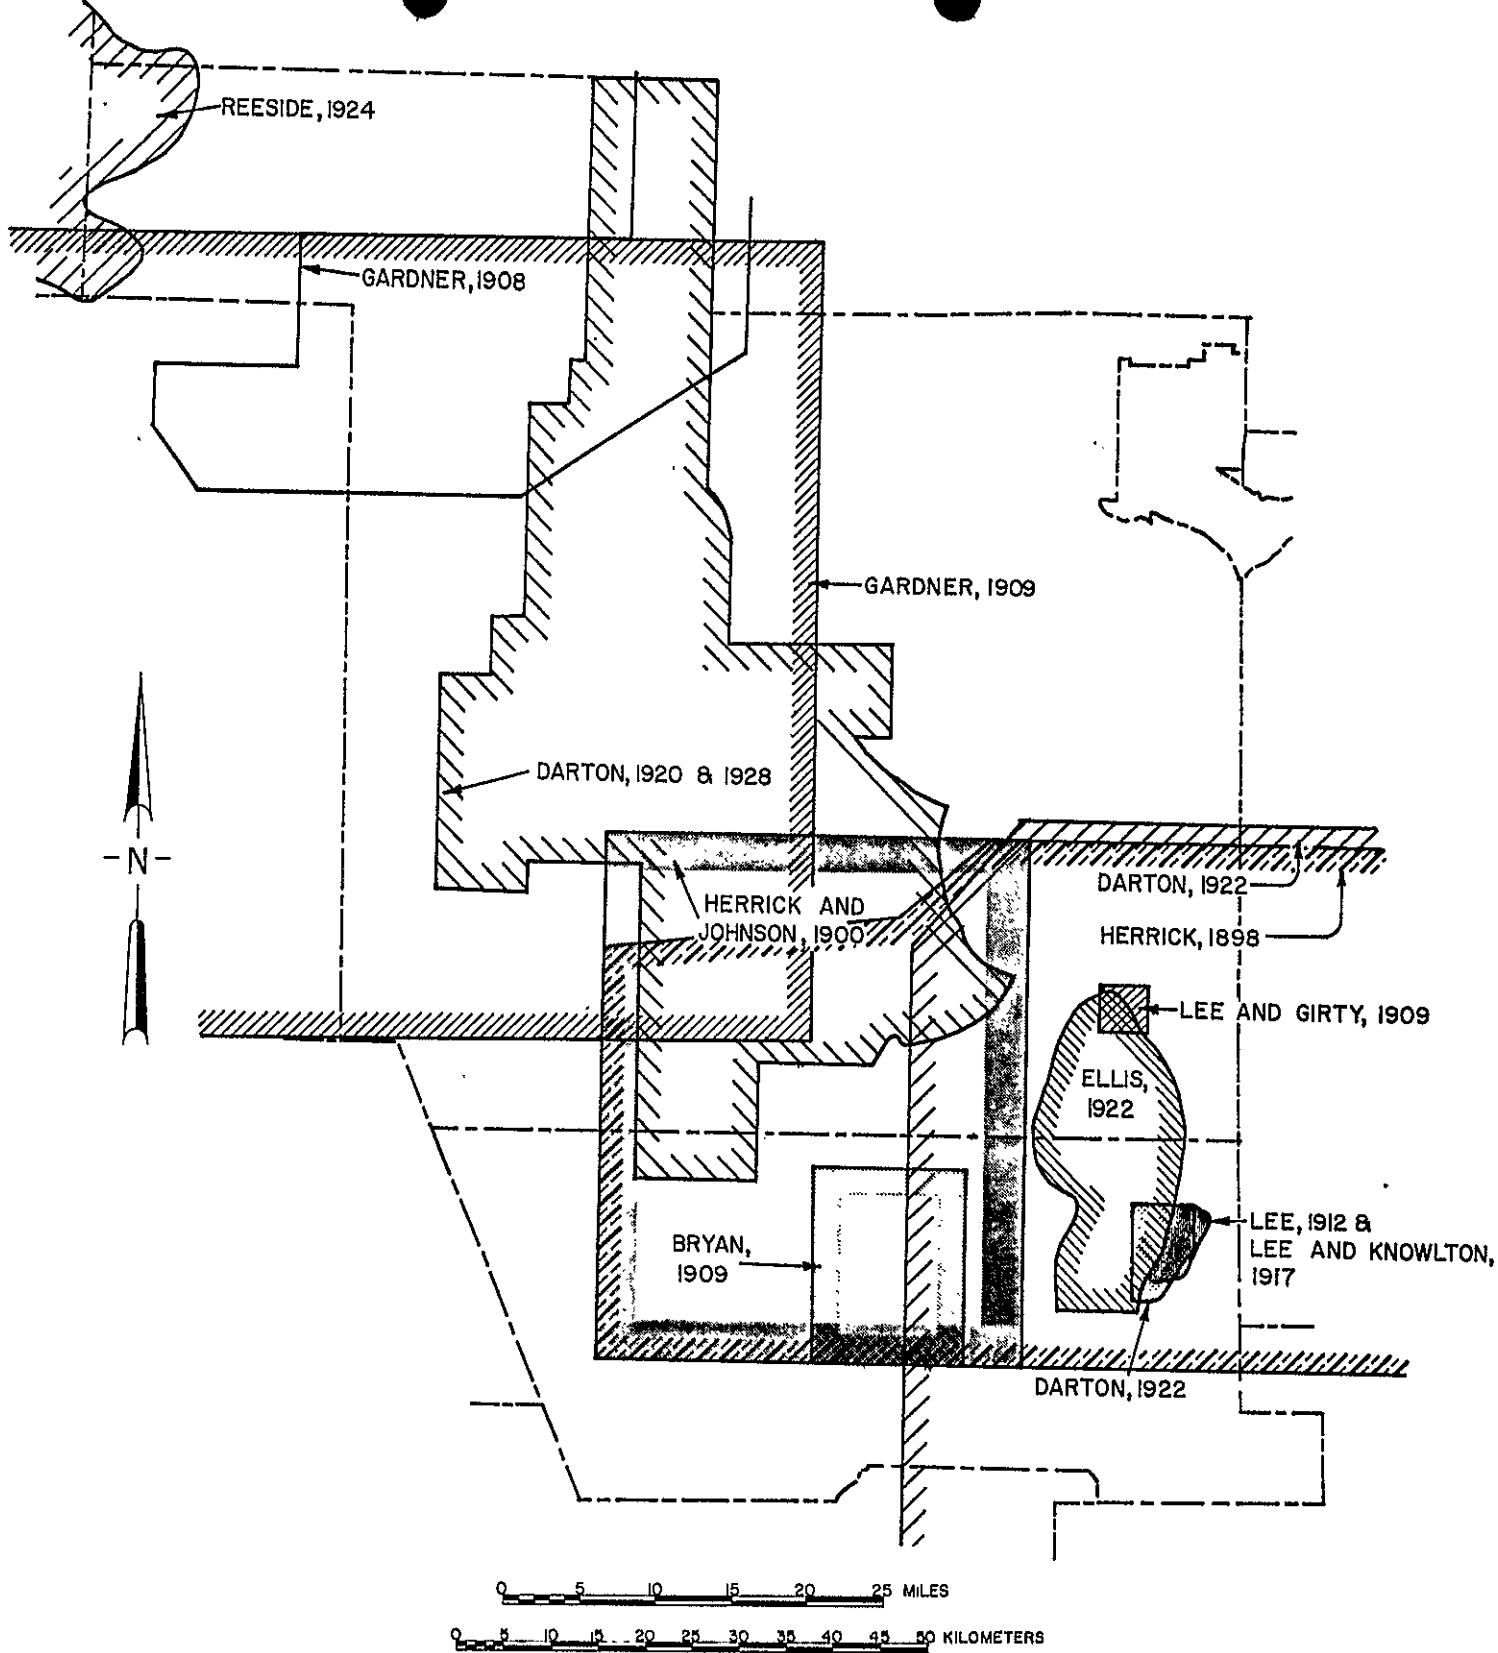 REESIDE, 1924
GARDNER, 1908
GARDNER, 1909
DARTON, 1920 & 1928
-N-
DARTON, 1922
HERRICK AND
JOHNSON, 1900
HERRICK, 1898
LEE AND GIRTY, 1909
ELLIS,
1922
LEE, 1912 &
LEE AND KNOWLTON,
1917
BRYAN,
1909
DARTON, 1922
0 5 10 15 20 25 MILES
0 5 10 15 20 25 30 35 40 45 50 KILOMETERS